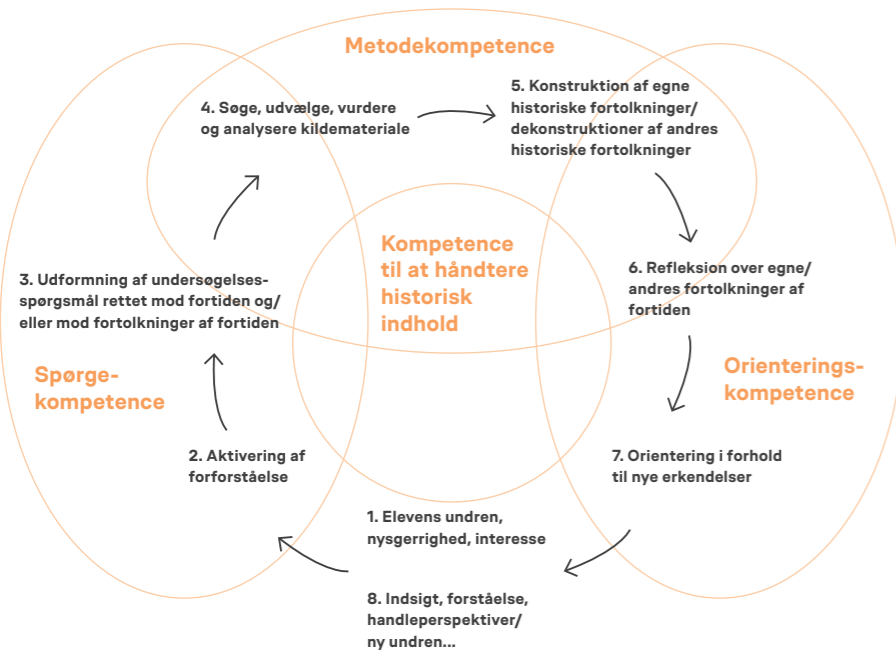 Metodekompetence
4. Søge, udvælge, vurdere
og analysere kildemateriale
5. Konstruktion af egne
historiske fortolkninger/
dekonstruktioner af andres
historiske fortolkninger
Kompetence
til at håndtere
historisk
indhold
3. Udformning af undersøgelses-
spørgsmål rettet mod fortiden og/
eller mod fortolkninger af fortiden
6. Refleksion over egne/
andres fortolkninger af
fortiden
Spørge-
kompetence
Orienterings-
kompetence
2. Aktivering af
forforståelse
7. Orientering i forhold
til nye erkendelser
1. Elevens undren,
nysgerrighed, interesse
8. Indsigt, forståelse,
handleperspektiver/
ny undren...